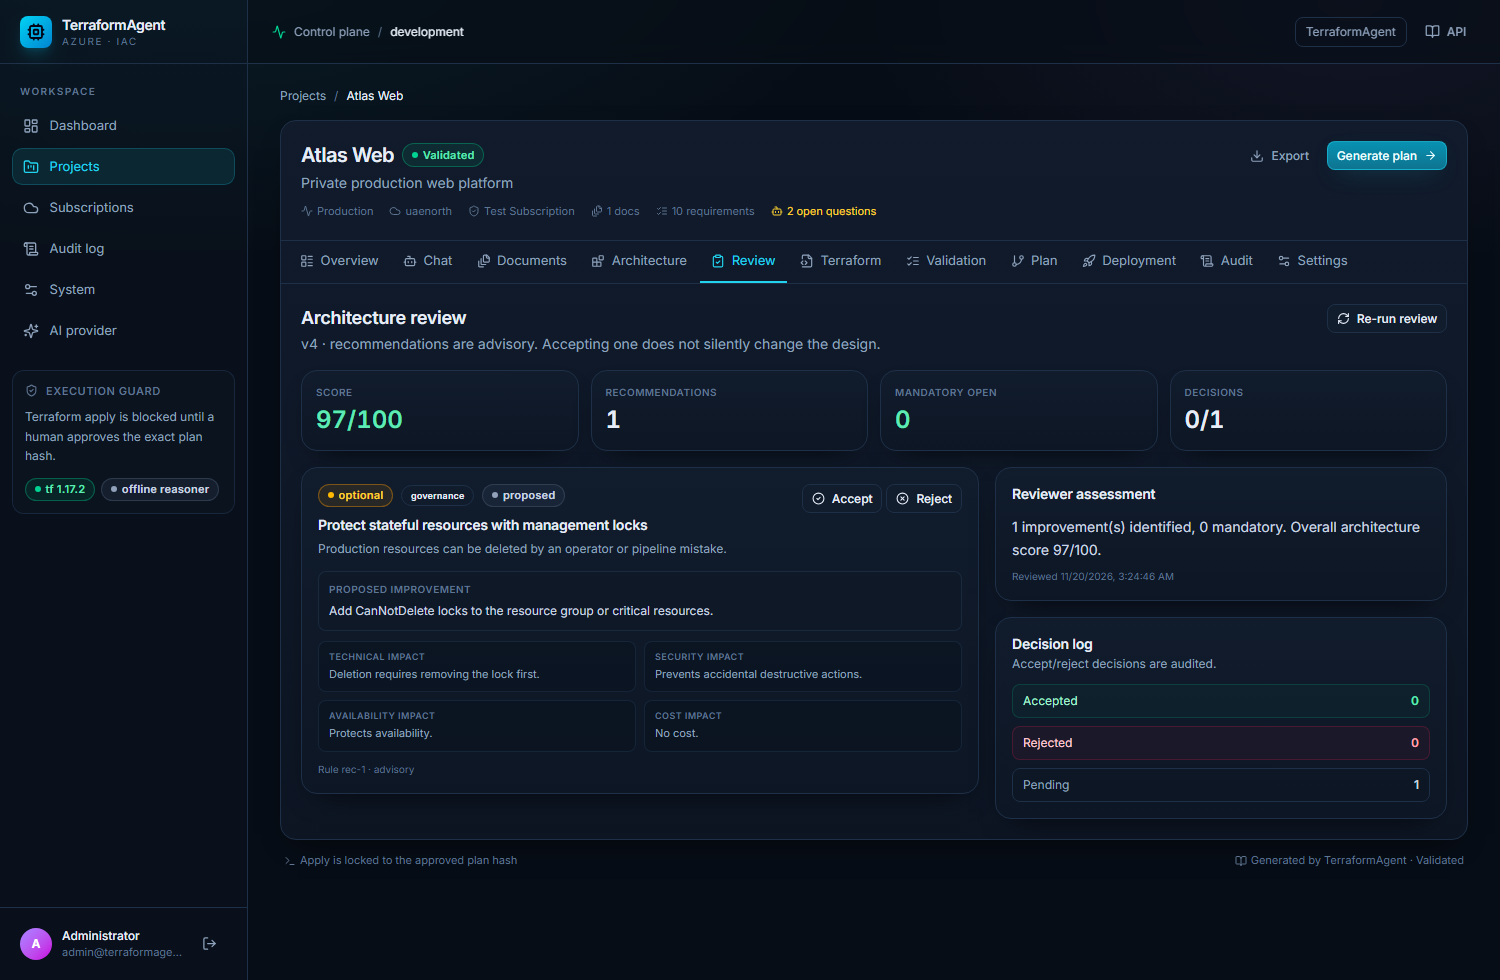 TerraformAgent
AZURE · IAC
Control plane / development
TerraformAgent
API
WORKSPACE
Dashboard
Projects
Subscriptions
Audit log
System
AI provider
EXECUTION GUARD
Terraform apply is blocked until a
human approves the exact plan
hash.
tf 1.17.2
offline reasoner
Administrator
admin@terraformage...
A
Projects / Atlas Web
Atlas Web
Validated
Export
Generate plan
Private production web platform
Production
uaenorth
Test Subscription
1 docs
10 requirements
2 open questions
Overview
Chat
Documents
Architecture
Review
Terraform
Validation
Plan
Deployment
Audit
Settings
Architecture review
Re-run review
v4 · recommendations are advisory. Accepting one does not silently change the design.
SCORE
97/100
RECOMMENDATIONS
1
MANDATORY OPEN
0
DECISIONS
0/1
optional
governance
proposed
Accept
Reject
Protect stateful resources with management locks
Production resources can be deleted by an operator or pipeline mistake.
PROPOSED IMPROVEMENT
Add CanNotDelete locks to the resource group or critical resources.
TECHNICAL IMPACT
Deletion requires removing the lock first.
SECURITY IMPACT
Prevents accidental destructive actions.
AVAILABILITY IMPACT
Protects availability.
COST IMPACT
No cost.
Rule rec-1 · advisory
Reviewer assessment
1 improvement(s) identified, 0 mandatory. Overall architecture
score 97/100.
Reviewed 11/20/2026, 3:24:46 AM
Decision log
Accept/reject decisions are audited.
Accepted 0
Rejected 0
Pending 1
Apply is locked to the approved plan hash
Generated by TerraformAgent · Validated